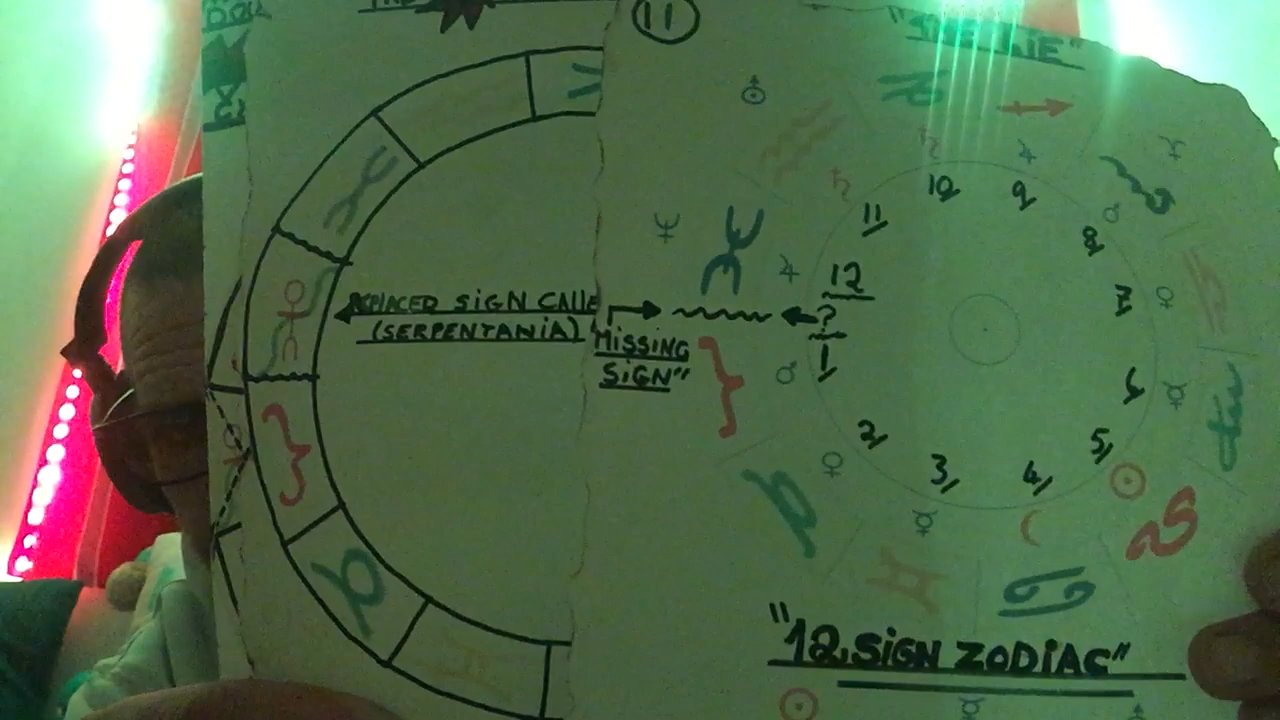 11
"THE LIE"
10
9
11
8
12
7
?
1
6
2
5
3
4
REPLACED SIGN CALLE
(SERPENTANIA)
"MISSING
SIGN"
"12 SIGN ZODIAC"